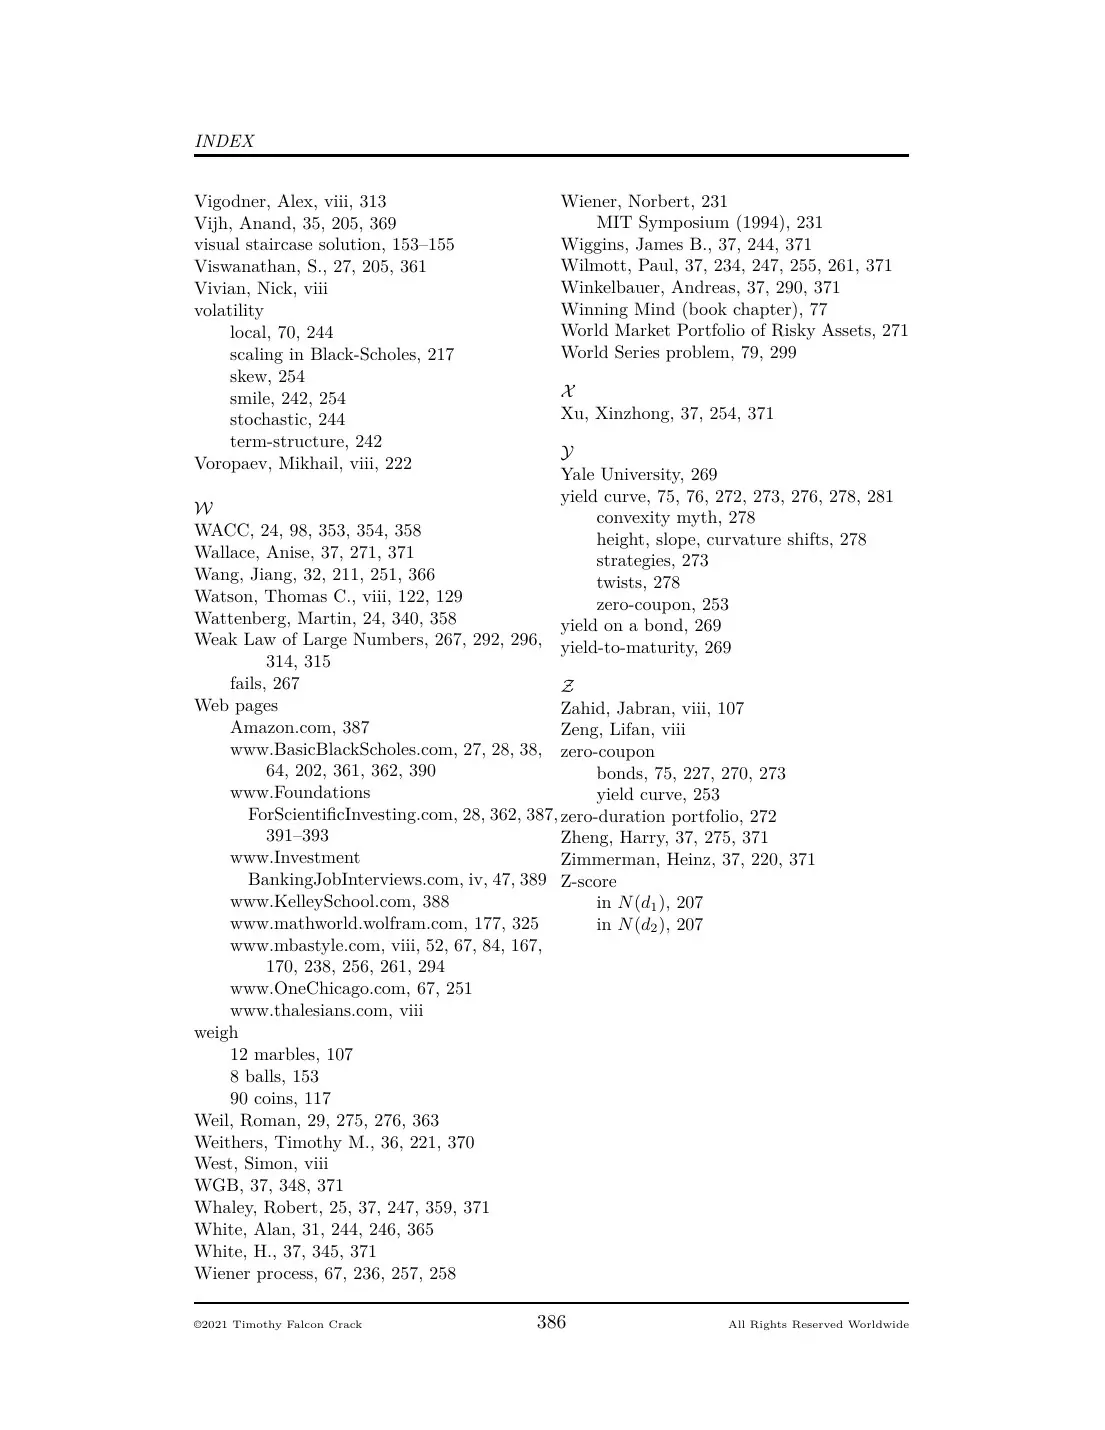 INDEX
Vigodner, Alex, viii, 313
Vijh, Anand, 35, 205, 369
visual staircase solution, 153–155
Viswanathan, S., 27, 205, 361
Vivian, Nick, viii
volatility
local, 70, 244
scaling in Black-Scholes, 217
skew, 254
smile, 242, 254
stochastic, 244
term-structure, 242
Voropaev, Mikhail, viii, 222
W
WACC, 24, 98, 353, 354, 358
Wallace, Anise, 37, 271, 371
Wang, Jiang, 32, 211, 251, 366
Watson, Thomas C., viii, 122, 129
Wattenberg, Martin, 24, 340, 358
Weak Law of Large Numbers, 267, 292, 296,
314, 315
fails, 267
Web pages
Amazon.com, 387
www.BasicBlackScholes.com, 27, 28, 38,
64, 202, 361, 362, 390
www.Foundations
ForScientificInvesting.com, 28, 362, 387,
391–393
www.Investment
BankingJobInterviews.com, iv, 47, 389
www.KelleySchool.com, 388
www.mathworld.wolfram.com, 177, 325
www.mbastyle.com, viii, 52, 67, 84, 167,
170, 238, 256, 261, 294
www.OneChicago.com, 67, 251
www.thalesians.com, viii
weigh
12 marbles, 107
8 balls, 153
90 coins, 117
Weil, Roman, 29, 275, 276, 363
Weithers, Timothy M., 36, 221, 370
West, Simon, viii
WGB, 37, 348, 371
Whaley, Robert, 25, 37, 247, 359, 371
White, Alan, 31, 244, 246, 365
White, H., 37, 345, 371
Wiener process, 67, 236, 257, 258
Wiener, Norbert, 231
MIT Symposium (1994), 231
Wiggins, James B., 37, 244, 371
Wilmott, Paul, 37, 234, 247, 255, 261, 371
Winkelbauer, Andreas, 37, 290, 371
Winning Mind (book chapter), 77
World Market Portfolio of Risky Assets, 271
World Series problem, 79, 299
X
Xu, Xinzhong, 37, 254, 371
Y
Yale University, 269
yield curve, 75, 76, 272, 273, 276, 278, 281
convexity myth, 278
height, slope, curvature shifts, 278
strategies, 273
twists, 278
zero-coupon, 253
yield on a bond, 269
yield-to-maturity, 269
Z
Zahid, Jabran, viii, 107
Zeng, Lifan, viii
zero-coupon
bonds, 75, 227, 270, 273
yield curve, 253
zero-duration portfolio, 272
Zheng, Harry, 37, 275, 371
Zimmerman, Heinz, 37, 220, 371
Z-score
in N(d₁), 207
in N(d₂), 207
©2021 Timothy Falcon Crack
386
All Rights Reserved Worldwide